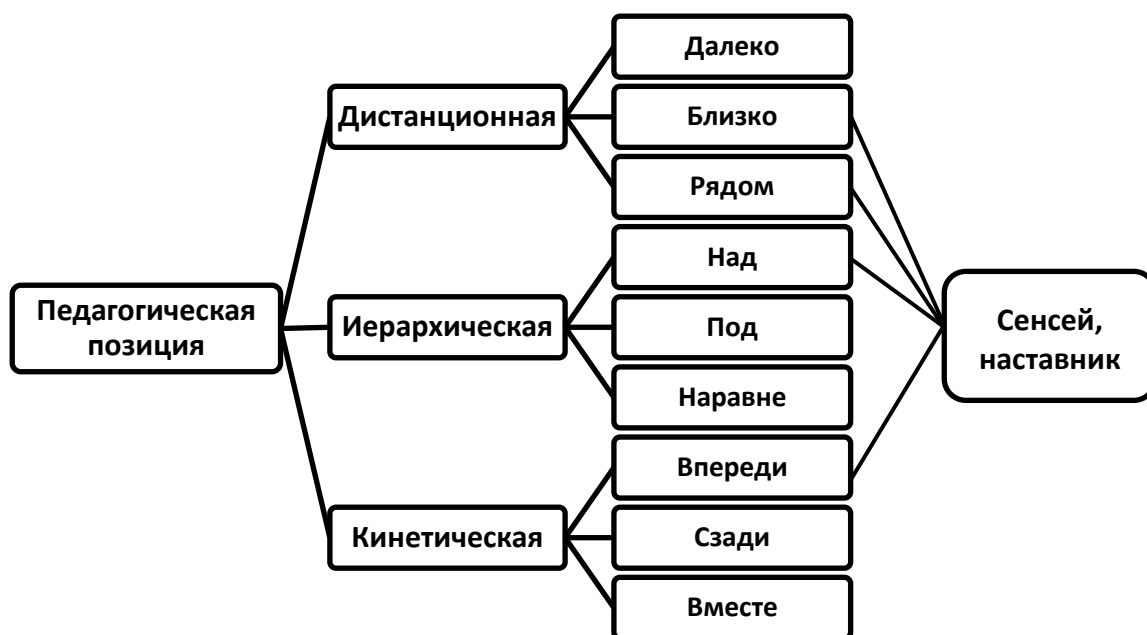 Педагогическая
позиция
Дистанционная
Иерархическая
Кинетическая
Далеко
Близко
Рядом
Над
Под
Наравне
Впереди
Сзади
Вместе
Сенсей,
наставник